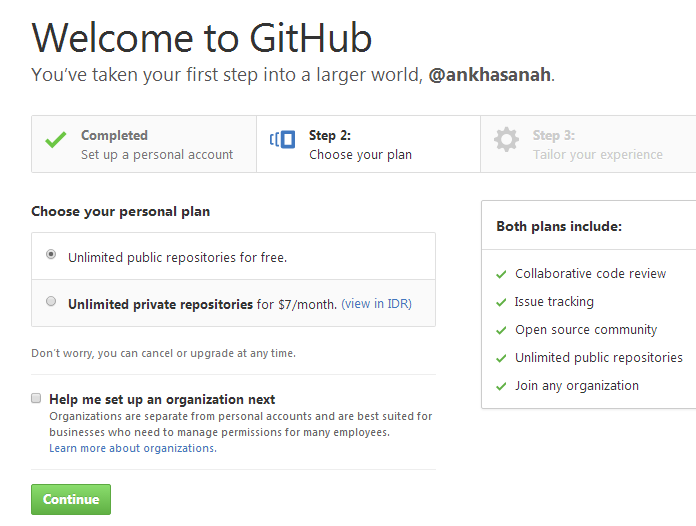 Welcome to GitHub
You've taken your first step into a larger world, @ankhasanah.
Completed
Set up a personal account
Step 2:
Choose your plan
Step 3:
Tailor your experience
Choose your personal plan
Unlimited public repositories for free.
Unlimited private repositories for $7/month. (view in IDR)
Don't worry, you can cancel or upgrade at any time.
Help me set up an organization next
Organizations are separate from personal accounts and are best suited for
businesses who need to manage permissions for many employees.
Learn more about organizations.
Continue
Both plans include:
Collaborative code review
Issue tracking
Open source community
Unlimited public repositories
Join any organization